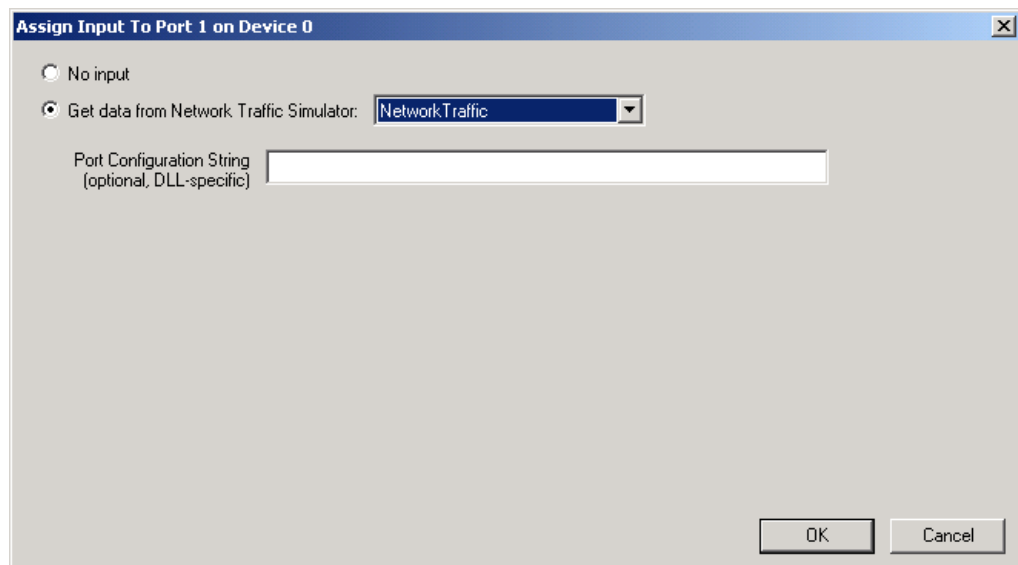 Assign Input To Port 1 on Device 0
No input
Get data from Network Traffic Simulator: NetworkTraffic
Port Configuration String
(optional, DLL-specific)
OK Cancel